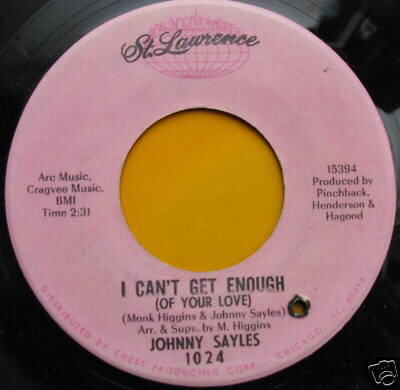 St. Lawrence
Arc Music,
Cragvee Music,
BMI
Time 2:31
15394
Produced by
Pinchback,
Henderson &
Hagood
I CAN'T GET ENOUGH
(OF YOUR LOVE)
(Monk Higgins & Johnny Sayles)
Arr. & Supv. by M. Higgins
JOHNNY SAYLES
1024
DISTRIBUTED BY CHESS PRODUCING CORP., CHICAGO, ILL. 60616